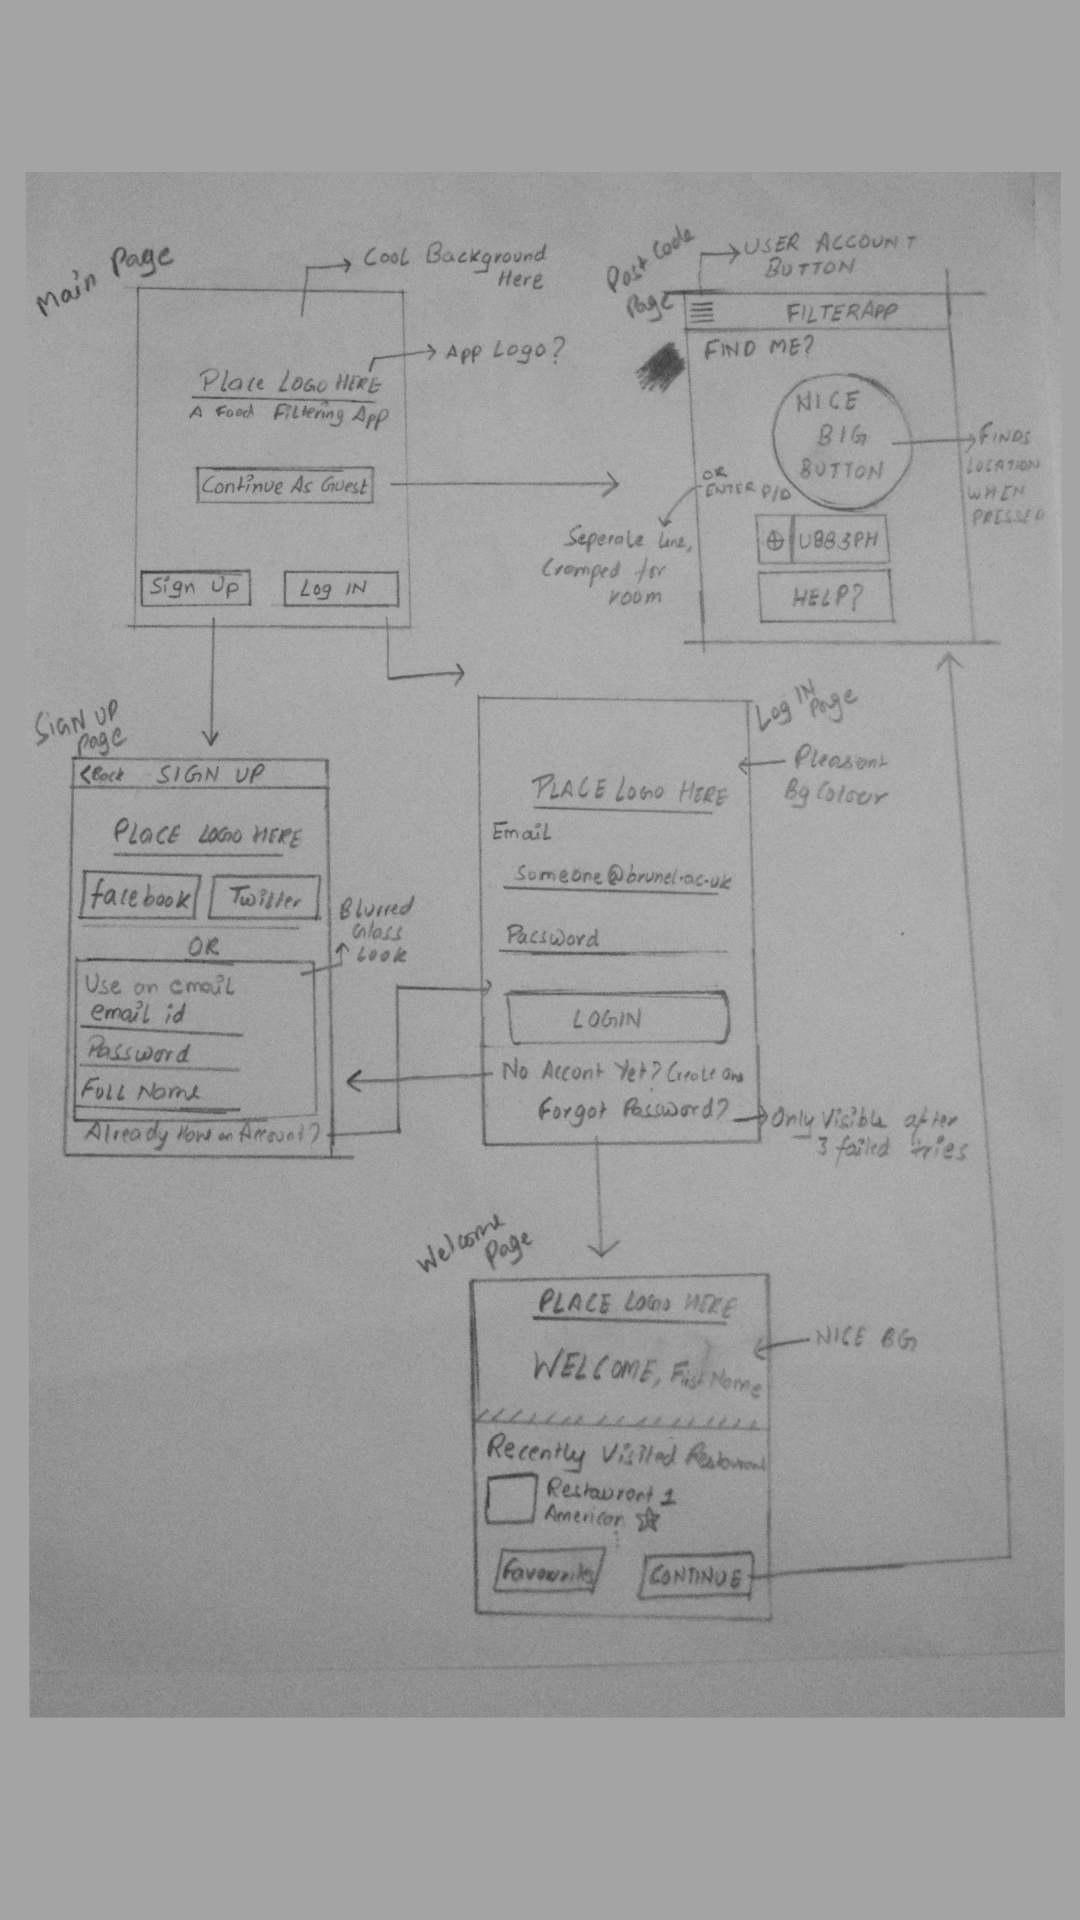 Main Page
Cool Background
Here
App Logo?
Place Logo HERE
A Food Filtering App
Continue As Guest
Sign Up
Log IN
Post Code
Page
USER ACCOUNT
BUTTON
FILTERAPP
FIND ME?
NICE
BIG
BUTTON
FINDS
LOCATION
WHEN
PRESSED
OR
ENTER P/D
Seperate line,
Cramped for
room
UB83PH
HELP?
SIGN UP
Page
<Back SIGN UP
PLACE LOGO HERE
facebook
Twitter
OR
Blurred
Glass
Look
Use an email
email id
Password
FULL Name
Already Have an Account?
Log IN
Page
Pleasant
Bg Colour
PLACE LOGO HERE
Email
Someone@brunel.ac.uk
Password
LOGIN
No Accont Yet? Create one
Forgot Password?
Only Visible after
3 failed tries
Welcome
Page
PLACE LOGO HERE
NICE BG
WELCOME, First Name
Recently Visited
Restaurant 1
American
Favourites
CONTINUE